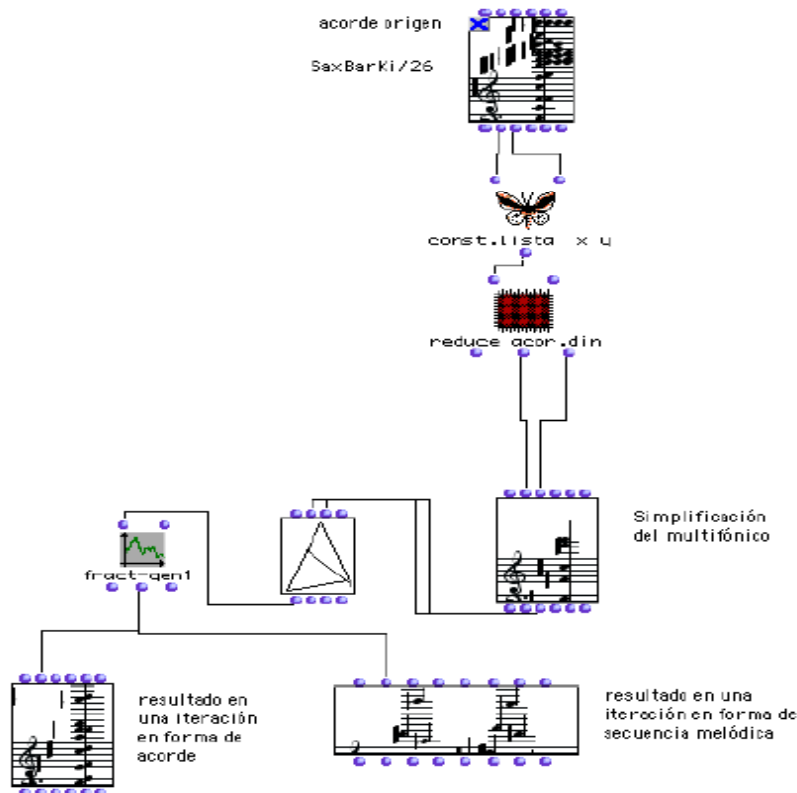 acorde origen
SaxBarKi/26
const.lista x y
reduce acor.din
Simplificación
del multifónico
fract-gen1
resultado en
una iteración
en forma de
acorde
resultado en una
iteración en forma de
secuencia melódica